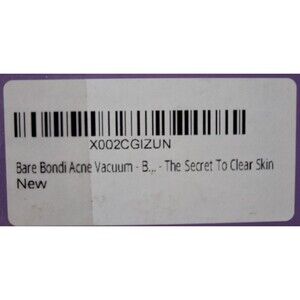 X002CGIZUN
Bare Bondi Acne Vacuum - B... - The Secret To Clear Skin
New